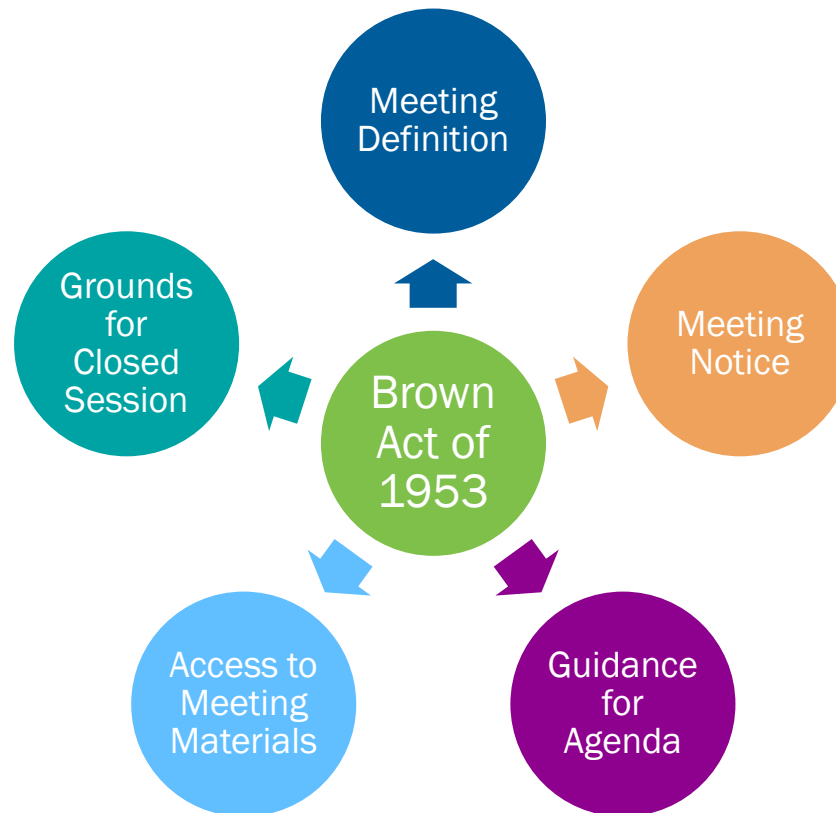 Meeting
Definition
Grounds
for
Closed
Session
Meeting
Notice
Brown
Act of
1953
Access to
Meeting
Materials
Guidance
for
Agenda